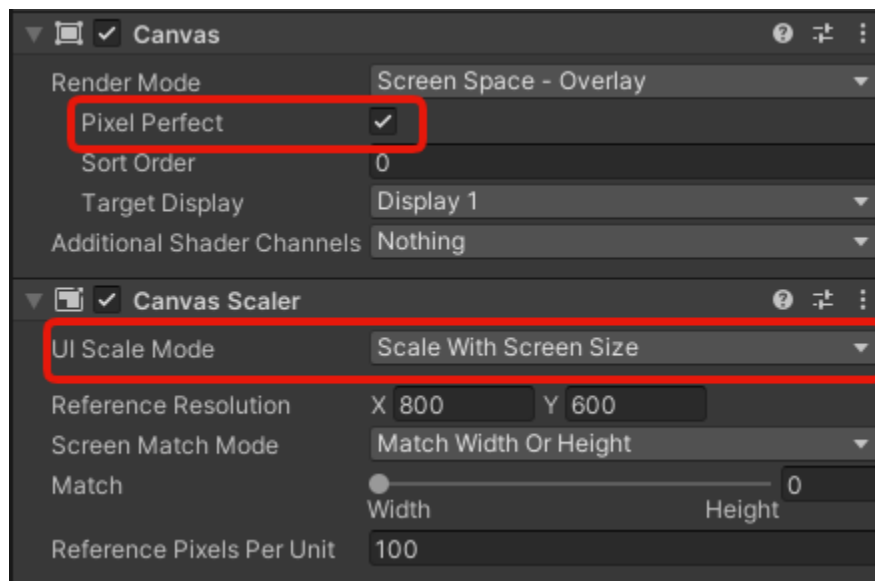 Canvas
Render Mode Screen Space - Overlay
Pixel Perfect
Sort Order 0
Target Display Display 1
Additional Shader Channels Nothing
Canvas Scaler
UI Scale Mode Scale With Screen Size
Reference Resolution X 800 Y 600
Screen Match Mode Match Width Or Height
Match 0
Width Height
Reference Pixels Per Unit 100